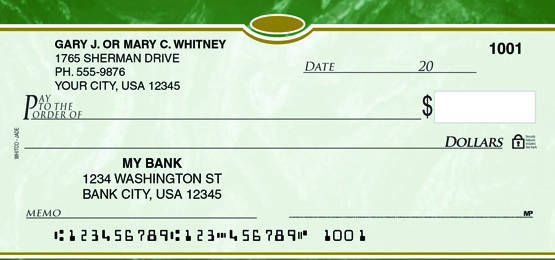 GARY J. OR MARY C. WHITNEY
1001
1765 SHERMAN DRIVE
DATE 20
PH. 555-9876
YOUR CITY, USA 12345
PAY TO THE ORDER OF $
DOLLARS
MY BANK
1234 WASHINGTON ST
BANK CITY, USA 12345
MEMO
MP
⑆123456789⑆123⑈456789⑈ 1001
WHITCO - JADE